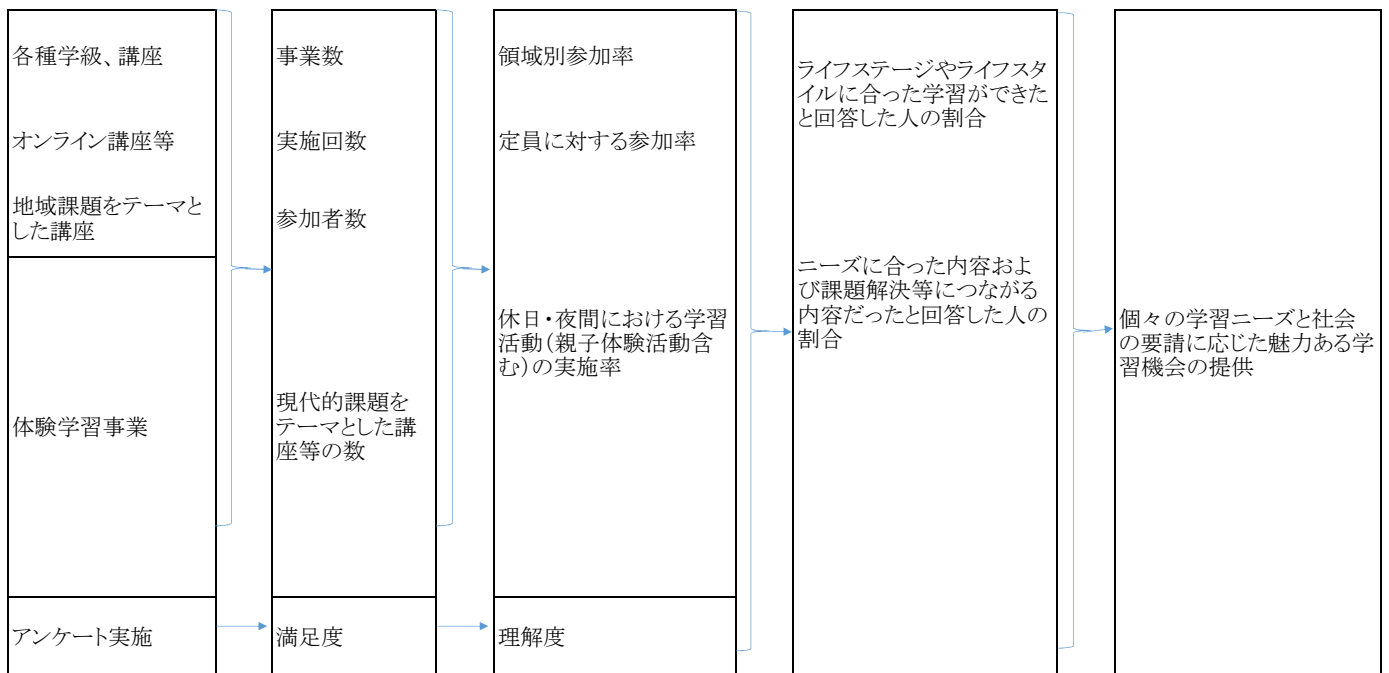 各種学級、講座
オンライン講座等
地域課題をテーマと
した講座
体験学習事業
アンケート実施
事業数
実施回数
参加者数
現代的課題を
テーマとした講
座等の数
満足度
領域別参加率
定員に対する参加率
休日・夜間における学習
活動(親子体験活動含
む)の実施率
理解度
ライフステージやライフスタ
イルに合った学習ができた
と回答した人の割合
ニーズに合った内容およ
び課題解決等につながる
内容だったと回答した人の
割合
個々の学習ニーズと社会
の要請に応じた魅力ある学
習機会の提供